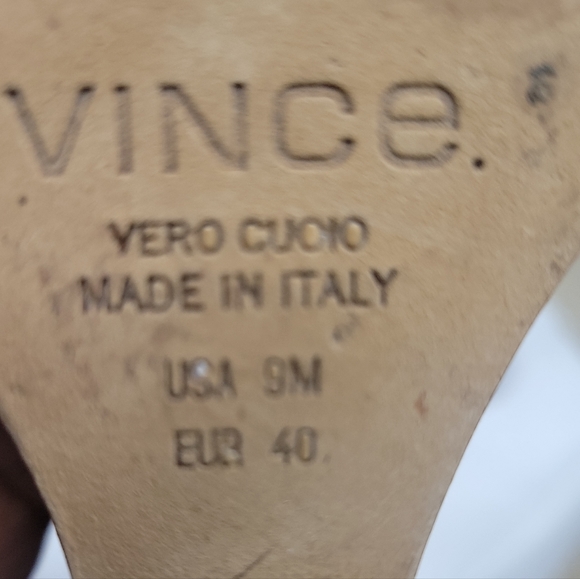 VINCe.
VERO CUOIO
MADE IN ITALY
USA 9M
EUR 40